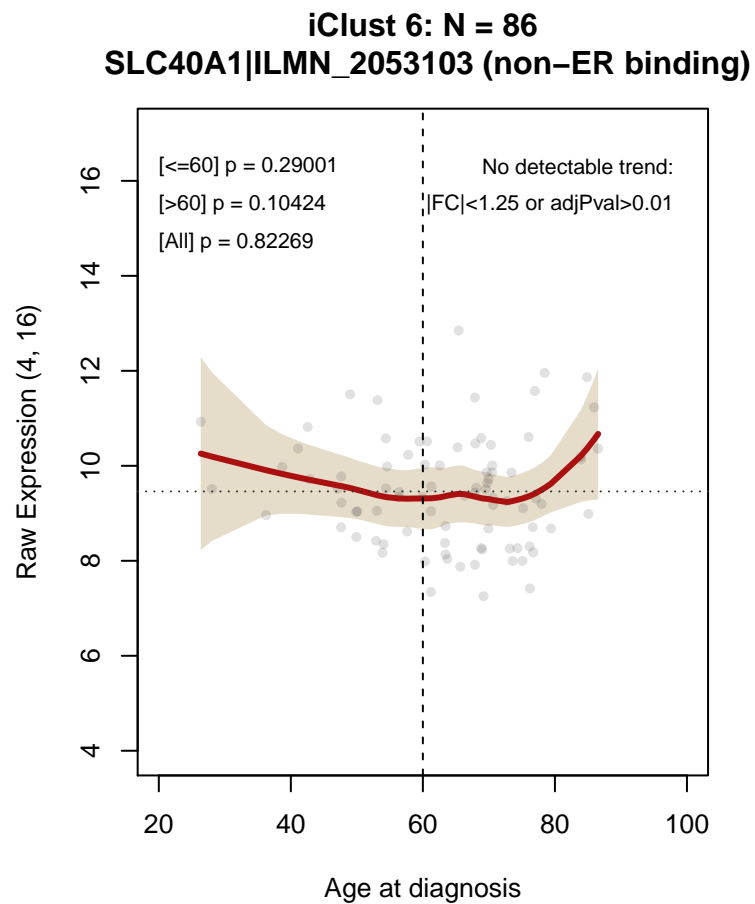 iClust 6: N = 86
SLC40A1|ILMN_2053103 (non−ER binding)
[<=60] p = 0.29001
[>60] p = 0.10424
[All] p = 0.82269
No detectable trend:
|FC|<1.25 or adjPval>0.01
Raw Expression (4, 16)
16
14
12
10
8
6
4
20 40 60 80 100
Age at diagnosis